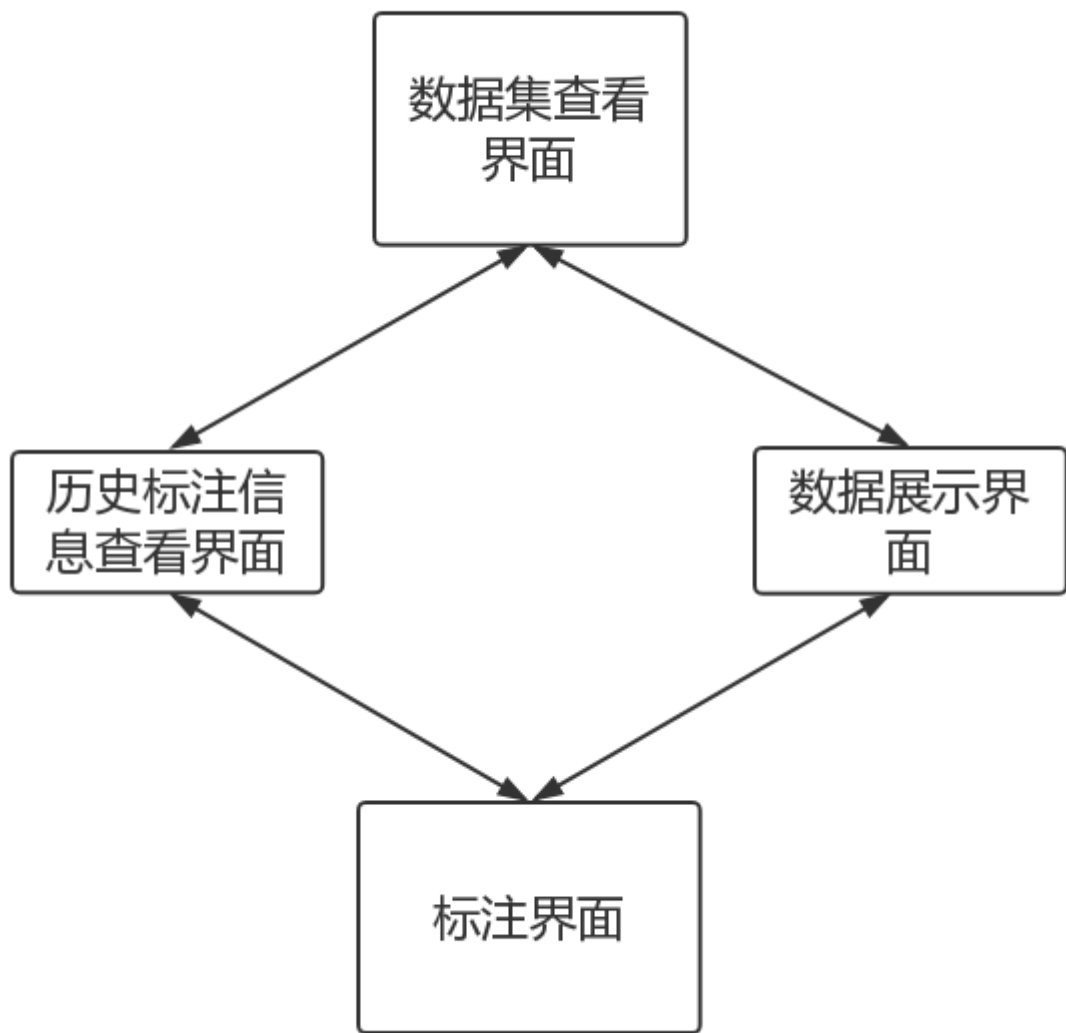 数据集查看
界面
历史标注信
息查看界面
数据展示界
面
标注界面